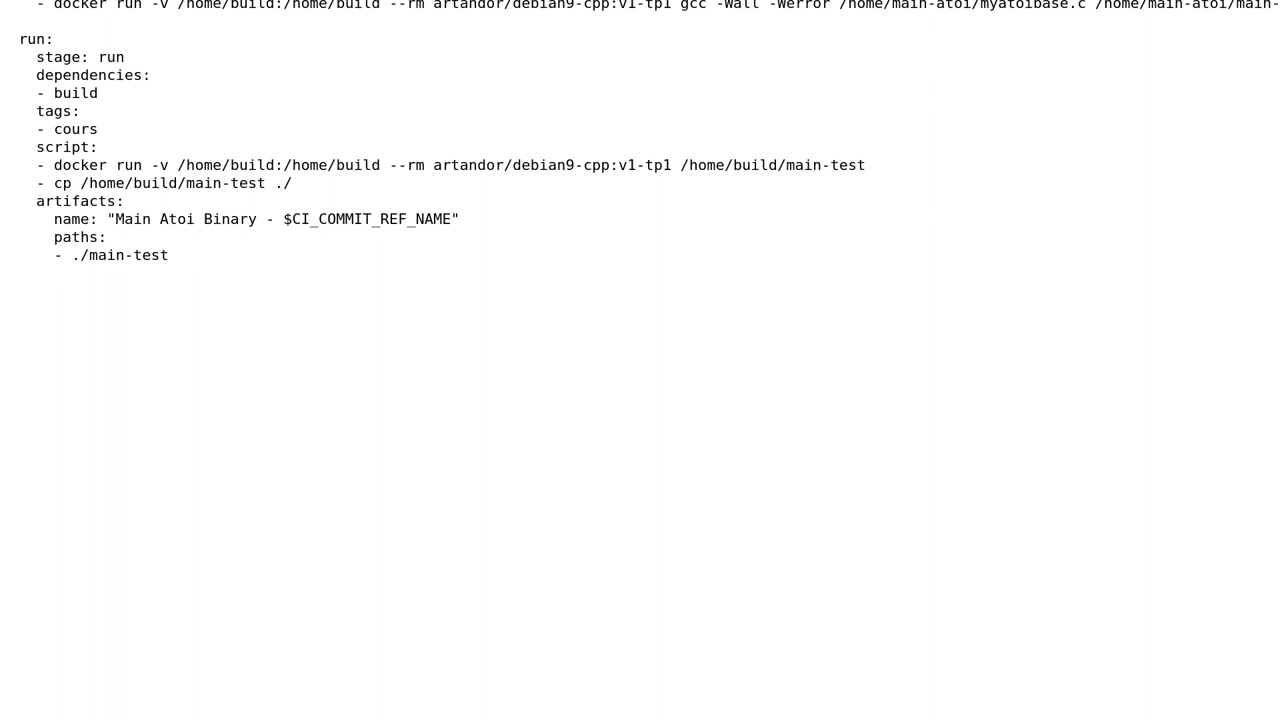 - docker run -v /home/build:/home/build --rm artandor/debian9-cpp:v1-tp1 gcc -Wall -Werror /home/main-atoi/myatoibase.c /home/main-atoi/main-
run:
stage: run
dependencies:
- build
tags:
- cours
script:
- docker run -v /home/build:/home/build --rm artandor/debian9-cpp:v1-tp1 /home/build/main-test
- cp /home/build/main-test ./
artifacts:
name: "Main Atoi Binary - $CI_COMMIT_REF_NAME"
paths:
- ./main-test